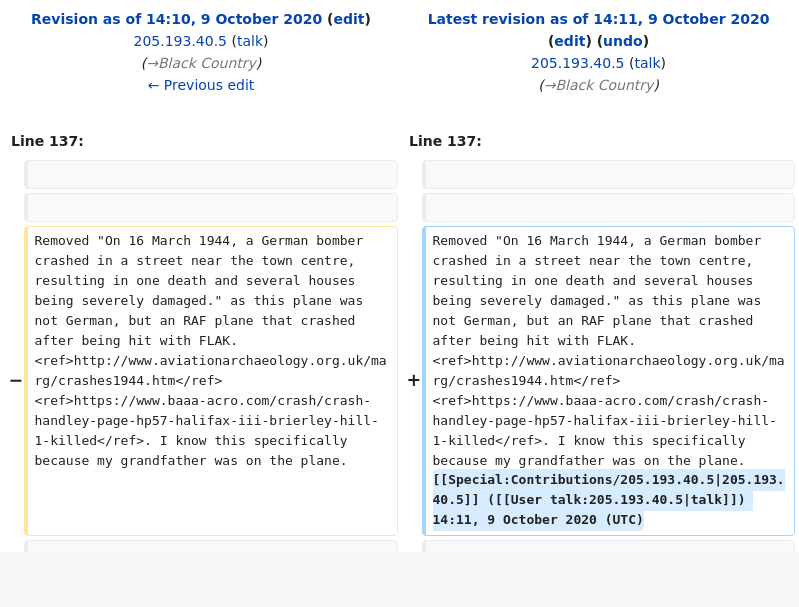 Revision as of 14:10, 9 October 2020 (edit)
205.193.40.5 (talk)
(→Black Country)
← Previous edit
Latest revision as of 14:11, 9 October 2020
(edit) (undo)
205.193.40.5 (talk)
(→Black Country)
Line 137:
Line 137:
−
Removed "On 16 March 1944, a German bomber
crashed in a street near the town centre,
resulting in one death and several houses
being severely damaged." as this plane was
not German, but an RAF plane that crashed
after being hit with FLAK.
<ref>http://www.aviationarchaeology.org.uk/ma
rg/crashes1944.htm</ref>
<ref>https://www.baaa-acro.com/crash/crash-
handley-page-hp57-halifax-iii-brierley-hill-
1-killed</ref>. I know this specifically
because my grandfather was on the plane.
+
Removed "On 16 March 1944, a German bomber
crashed in a street near the town centre,
resulting in one death and several houses
being severely damaged." as this plane was
not German, but an RAF plane that crashed
after being hit with FLAK.
<ref>http://www.aviationarchaeology.org.uk/ma
rg/crashes1944.htm</ref>
<ref>https://www.baaa-acro.com/crash/crash-
handley-page-hp57-halifax-iii-brierley-hill-
1-killed</ref>. I know this specifically
because my grandfather was on the plane.
[[Special:Contributions/205.193.40.5|205.193.
40.5]] ([[User talk:205.193.40.5|talk]])
14:11, 9 October 2020 (UTC)